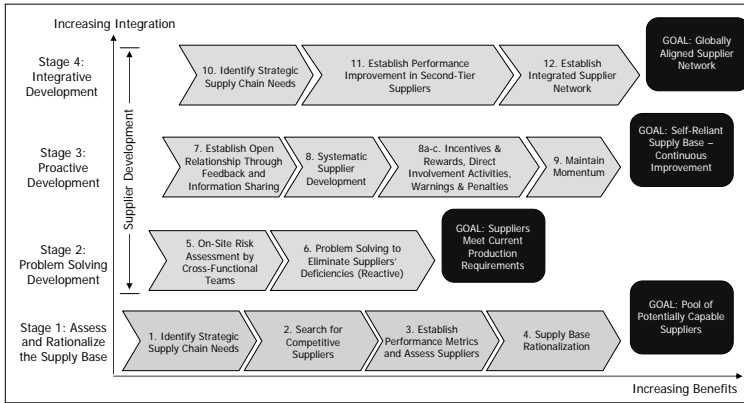 Increasing Integration
Stage 4:
Integrative
Development
10. Identify Strategic
Supply Chain Needs
11. Establish Performance
Improvement in Second-Tier
Suppliers
12. Establish
Integrated Supplier
Network
GOAL: Globally
Aligned Supplier
Network
Supplier Development
Stage 3:
Proactive
Development
7. Establish Open
Relationship Through
Feedback and
Information Sharing
8. Systematic
Supplier
Development
8a-c. Incentives &
Rewards, Direct
Involvement Activities,
Warnings & Penalties
9. Maintain
Momentum
GOAL: Self-Reliant
Supply Base –
Continuous
Improvement
Stage 2:
Problem Solving
Development
5. On-Site Risk
Assessment by
Cross-Functional
Teams
6. Problem Solving to
Eliminate Suppliers'
Deficiencies (Reactive)
GOAL: Suppliers
Meet Current
Production
Requirements
Stage 1: Assess
and Rationalize
the Supply Base
1. Identify Strategic
Supply Chain Needs
2. Search for
Competitive
Suppliers
3. Establish
Performance Metrics
and Assess Suppliers
4. Supply Base
Rationalization
GOAL: Pool of
Potentially Capable
Suppliers
Increasing Benefits